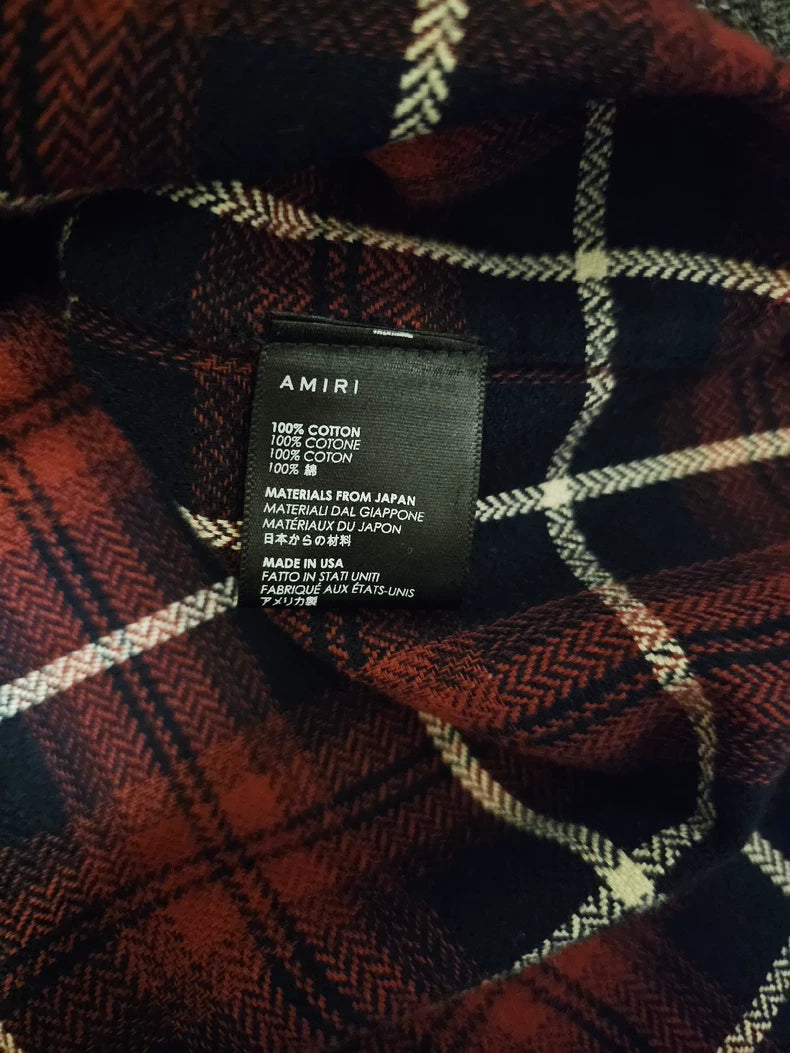 AMIRI
100% COTTON
100% COTONE
100% COTON
100% 綿
MATERIALS FROM JAPAN
MATERIALI DAL GIAPPONE
MATÉRIAUX DU JAPON
日本からの材料
MADE IN USA
FATTO IN STATI UNITI
FABRIQUÉ AUX ÉTATS-UNIS
アメリカ製